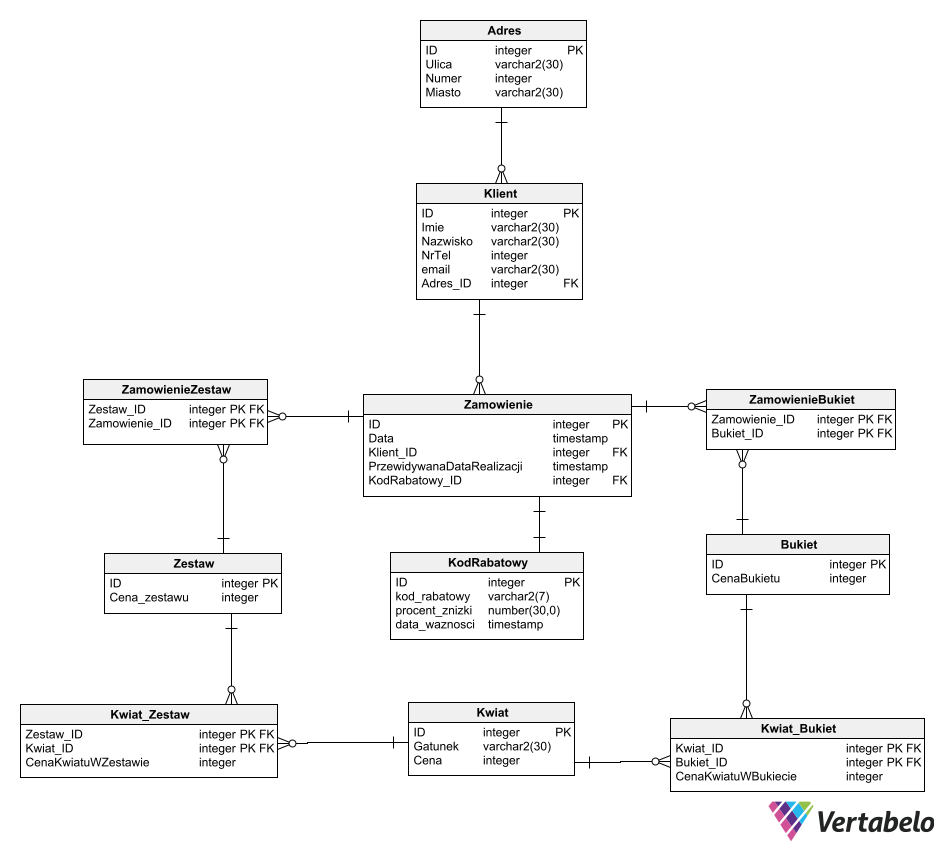 Adres
ID integer PK
Ulica varchar2(30)
Numer integer
Miasto varchar2(30)
Klient
ID integer PK
Imie varchar2(30)
Nazwisko varchar2(30)
NrTel integer
email varchar2(30)
Adres_ID integer FK
ZamowienieZestaw
Zestaw_ID integer PK FK
Zamowienie_ID integer PK FK
Zamowienie
ID integer PK
Data timestamp
Klient_ID integer FK
PrzewidywanaDataRealizacji timestamp
KodRabatowy_ID integer FK
ZamowienieBukiet
Zamowienie_ID integer PK FK
Bukiet_ID integer PK FK
Zestaw
ID integer PK
Cena_zestawu integer
KodRabatowy
ID integer PK
kod_rabatowy varchar2(7)
procent_znizki number(30,0)
data_waznosci timestamp
Bukiet
ID integer PK
CenaBukietu integer
Kwiat_Zestaw
Zestaw_ID integer PK FK
Kwiat_ID integer PK FK
CenaKwiatuWZestawie integer
Kwiat
ID integer PK
Gatunek varchar2(30)
Cena integer
Kwiat_Bukiet
Kwiat_ID integer PK FK
Bukiet_ID integer PK FK
CenaKwiatuWBukiecie integer
Vertabelo